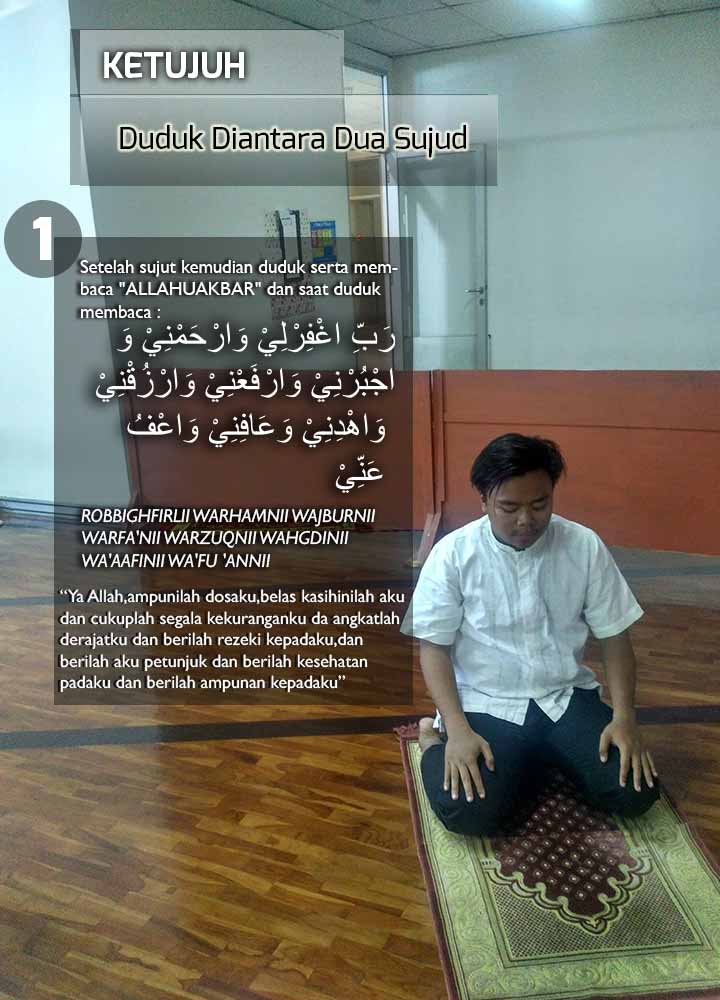 KETUJUH
Duduk Diantara Dua Sujud
1
Setelah sujut kemudian duduk serta mem-
baca "ALLAHUAKBAR" dan saat duduk
membaca :
رَبِّ اغْفِرْلِيْ وَارْحَمْنِيْ وَ
اجْبُرْنِيْ وَارْفَعْنِيْ وَارْزُقْنِيْ
وَاهْدِنِيْ وَعَافِنِيْ وَاعْفُ
عَنِّيْ
ROBBIGHFIRLII WARHAMNII WAJBURNII
WARFA'NII WARZUQNII WAHGDINII
WA'AAFINII WA'FU 'ANNII
“Ya Allah,ampunilah dosaku,belas kasihinilah aku
dan cukuplah segala kekuranganku da angkatlah
derajatku dan berilah rezeki kepadaku,dan
berilah aku petunjuk dan berilah kesehatan
padaku dan berilah ampunan kepadaku”